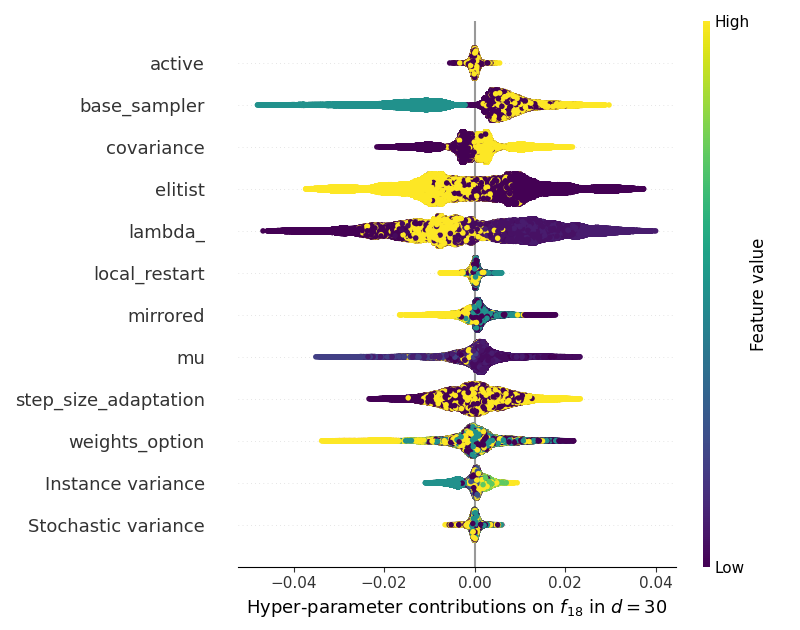 High
active
base_sampler
covariance
elitist
lambda_
local_restart
mirrored
mu
step_size_adaptation
weights_option
Instance variance
Stochastic variance
Feature value
Low
−0.04 −0.02 0.00 0.02 0.04
Hyper-parameter contributions on f18 in d = 30